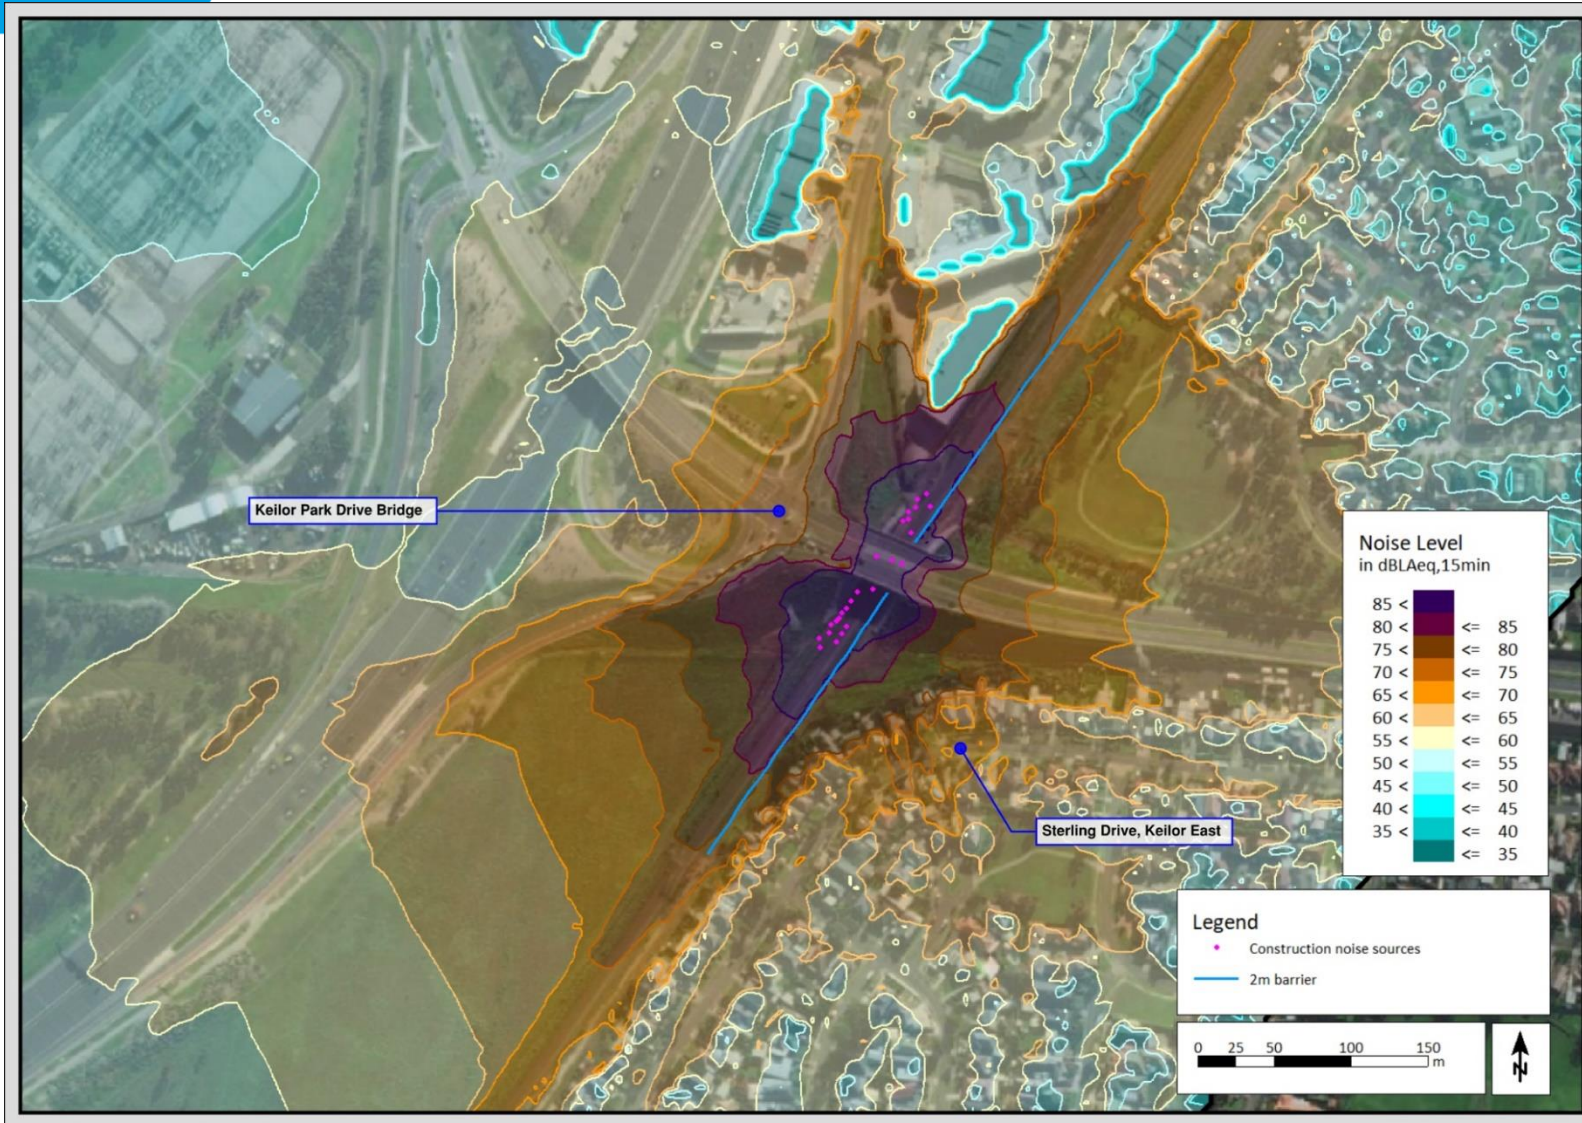 Keilor Park Drive Bridge
Sterling Drive, Keilor East
Noise Level
in dBLAeq,15min
85 <
80 < <= 85
75 < <= 80
70 < <= 75
65 < <= 70
60 < <= 65
55 < <= 60
50 < <= 55
45 < <= 50
40 < <= 45
35 < <= 40
<= 35
Legend
Construction noise sources
2m barrier
0 25 50 100 150
m
N